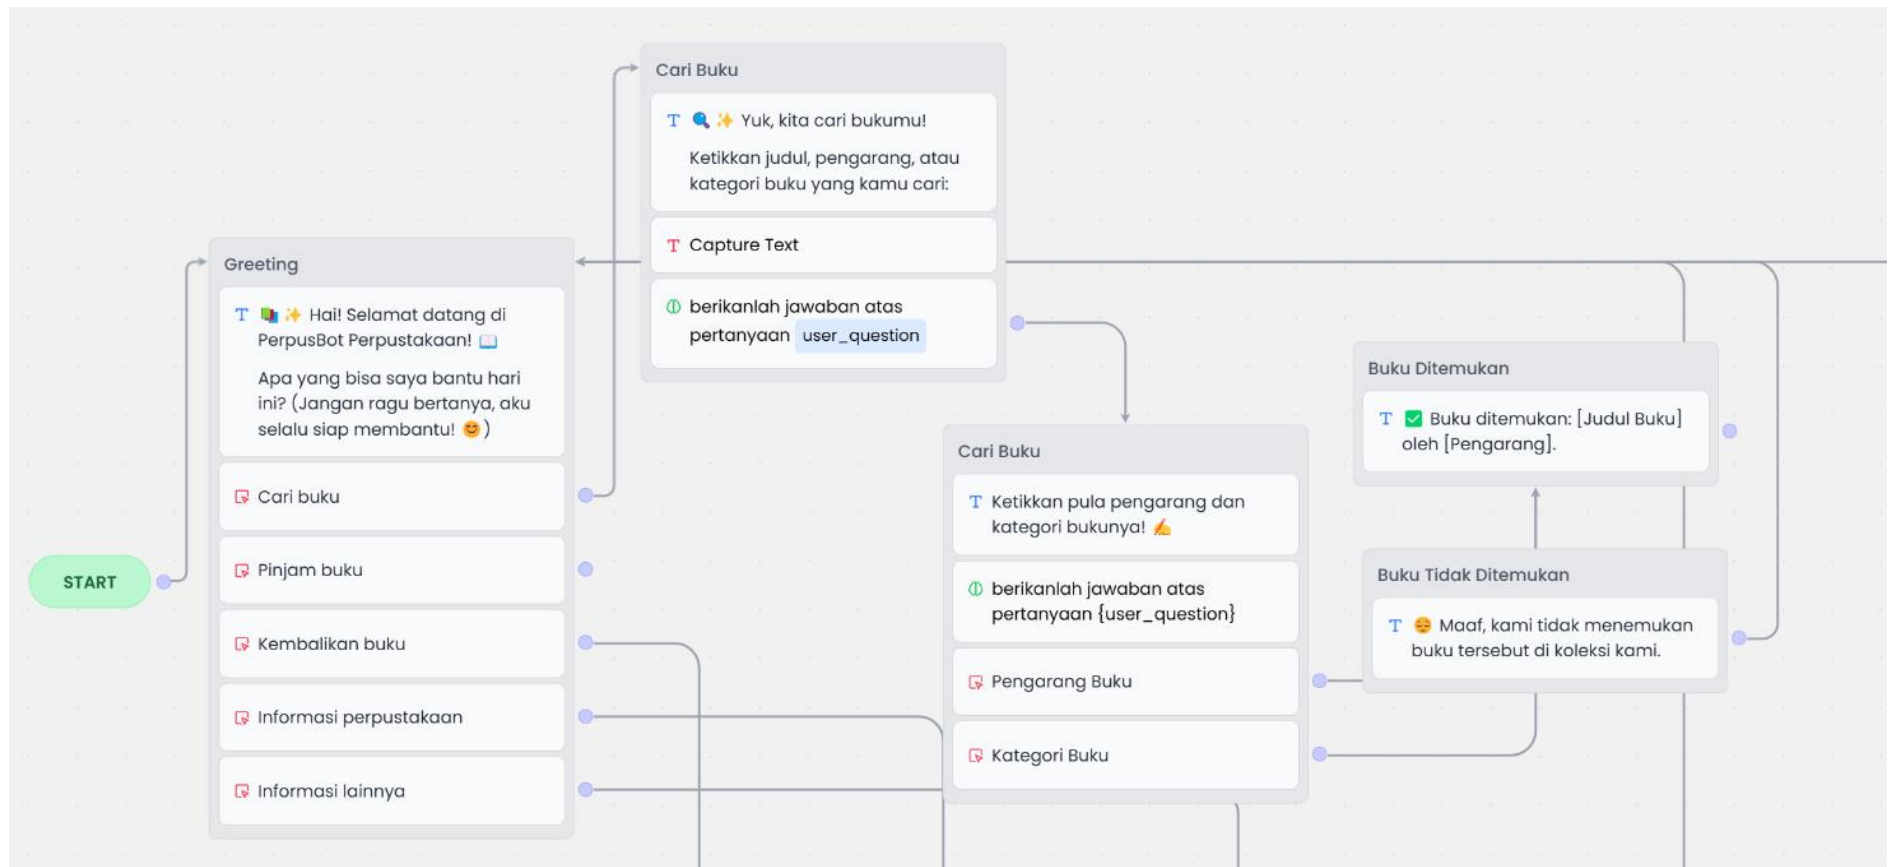 START
Greeting
Hai! Selamat datang di
PerpusBot Perpustakaan!
Apa yang bisa saya bantu hari
ini? (Jangan ragu bertanya, aku
selalu siap membantu! 😊)
Cari buku
Pinjam buku
Kembalikan buku
Informasi perpustakaan
Informasi lainnya
Cari Buku
Yuk, kita cari bukumu!
Ketikkan judul, pengarang, atau
kategori buku yang kamu cari:
Capture Text
berikanlah jawaban atas
pertanyaan user_question
Cari Buku
Ketikkan pula pengarang dan
kategori bukunya! ✍️
berikanlah jawaban atas
pertanyaan {user_question}
Pengarang Buku
Kategori Buku
Buku Ditemukan
✅ Buku ditemukan: [Judul Buku]
oleh [Pengarang].
Buku Tidak Ditemukan
😔 Maaf, kami tidak menemukan
buku tersebut di koleksi kami.